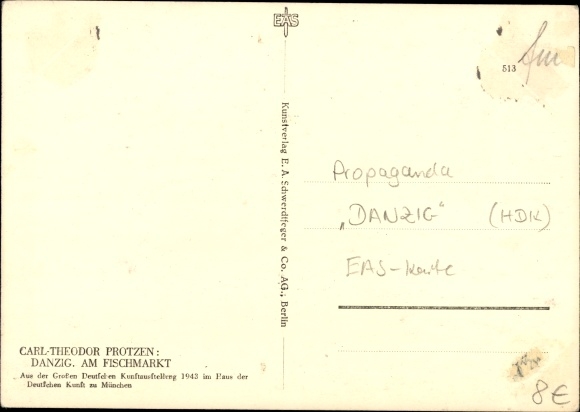 EAS
513
Kunstverlag E. A. Schwerdtfeger & Co. AG., Berlin
Propaganda
„DANZIG" (HDK)
EAS-Karte
CARL-THEODOR PROTZEN:
DANZIG. AM FISCHMARKT
Aus der Großen Deutschen Kunstausstellung 1943 im Haus der
Deutschen Kunst zu München
8€